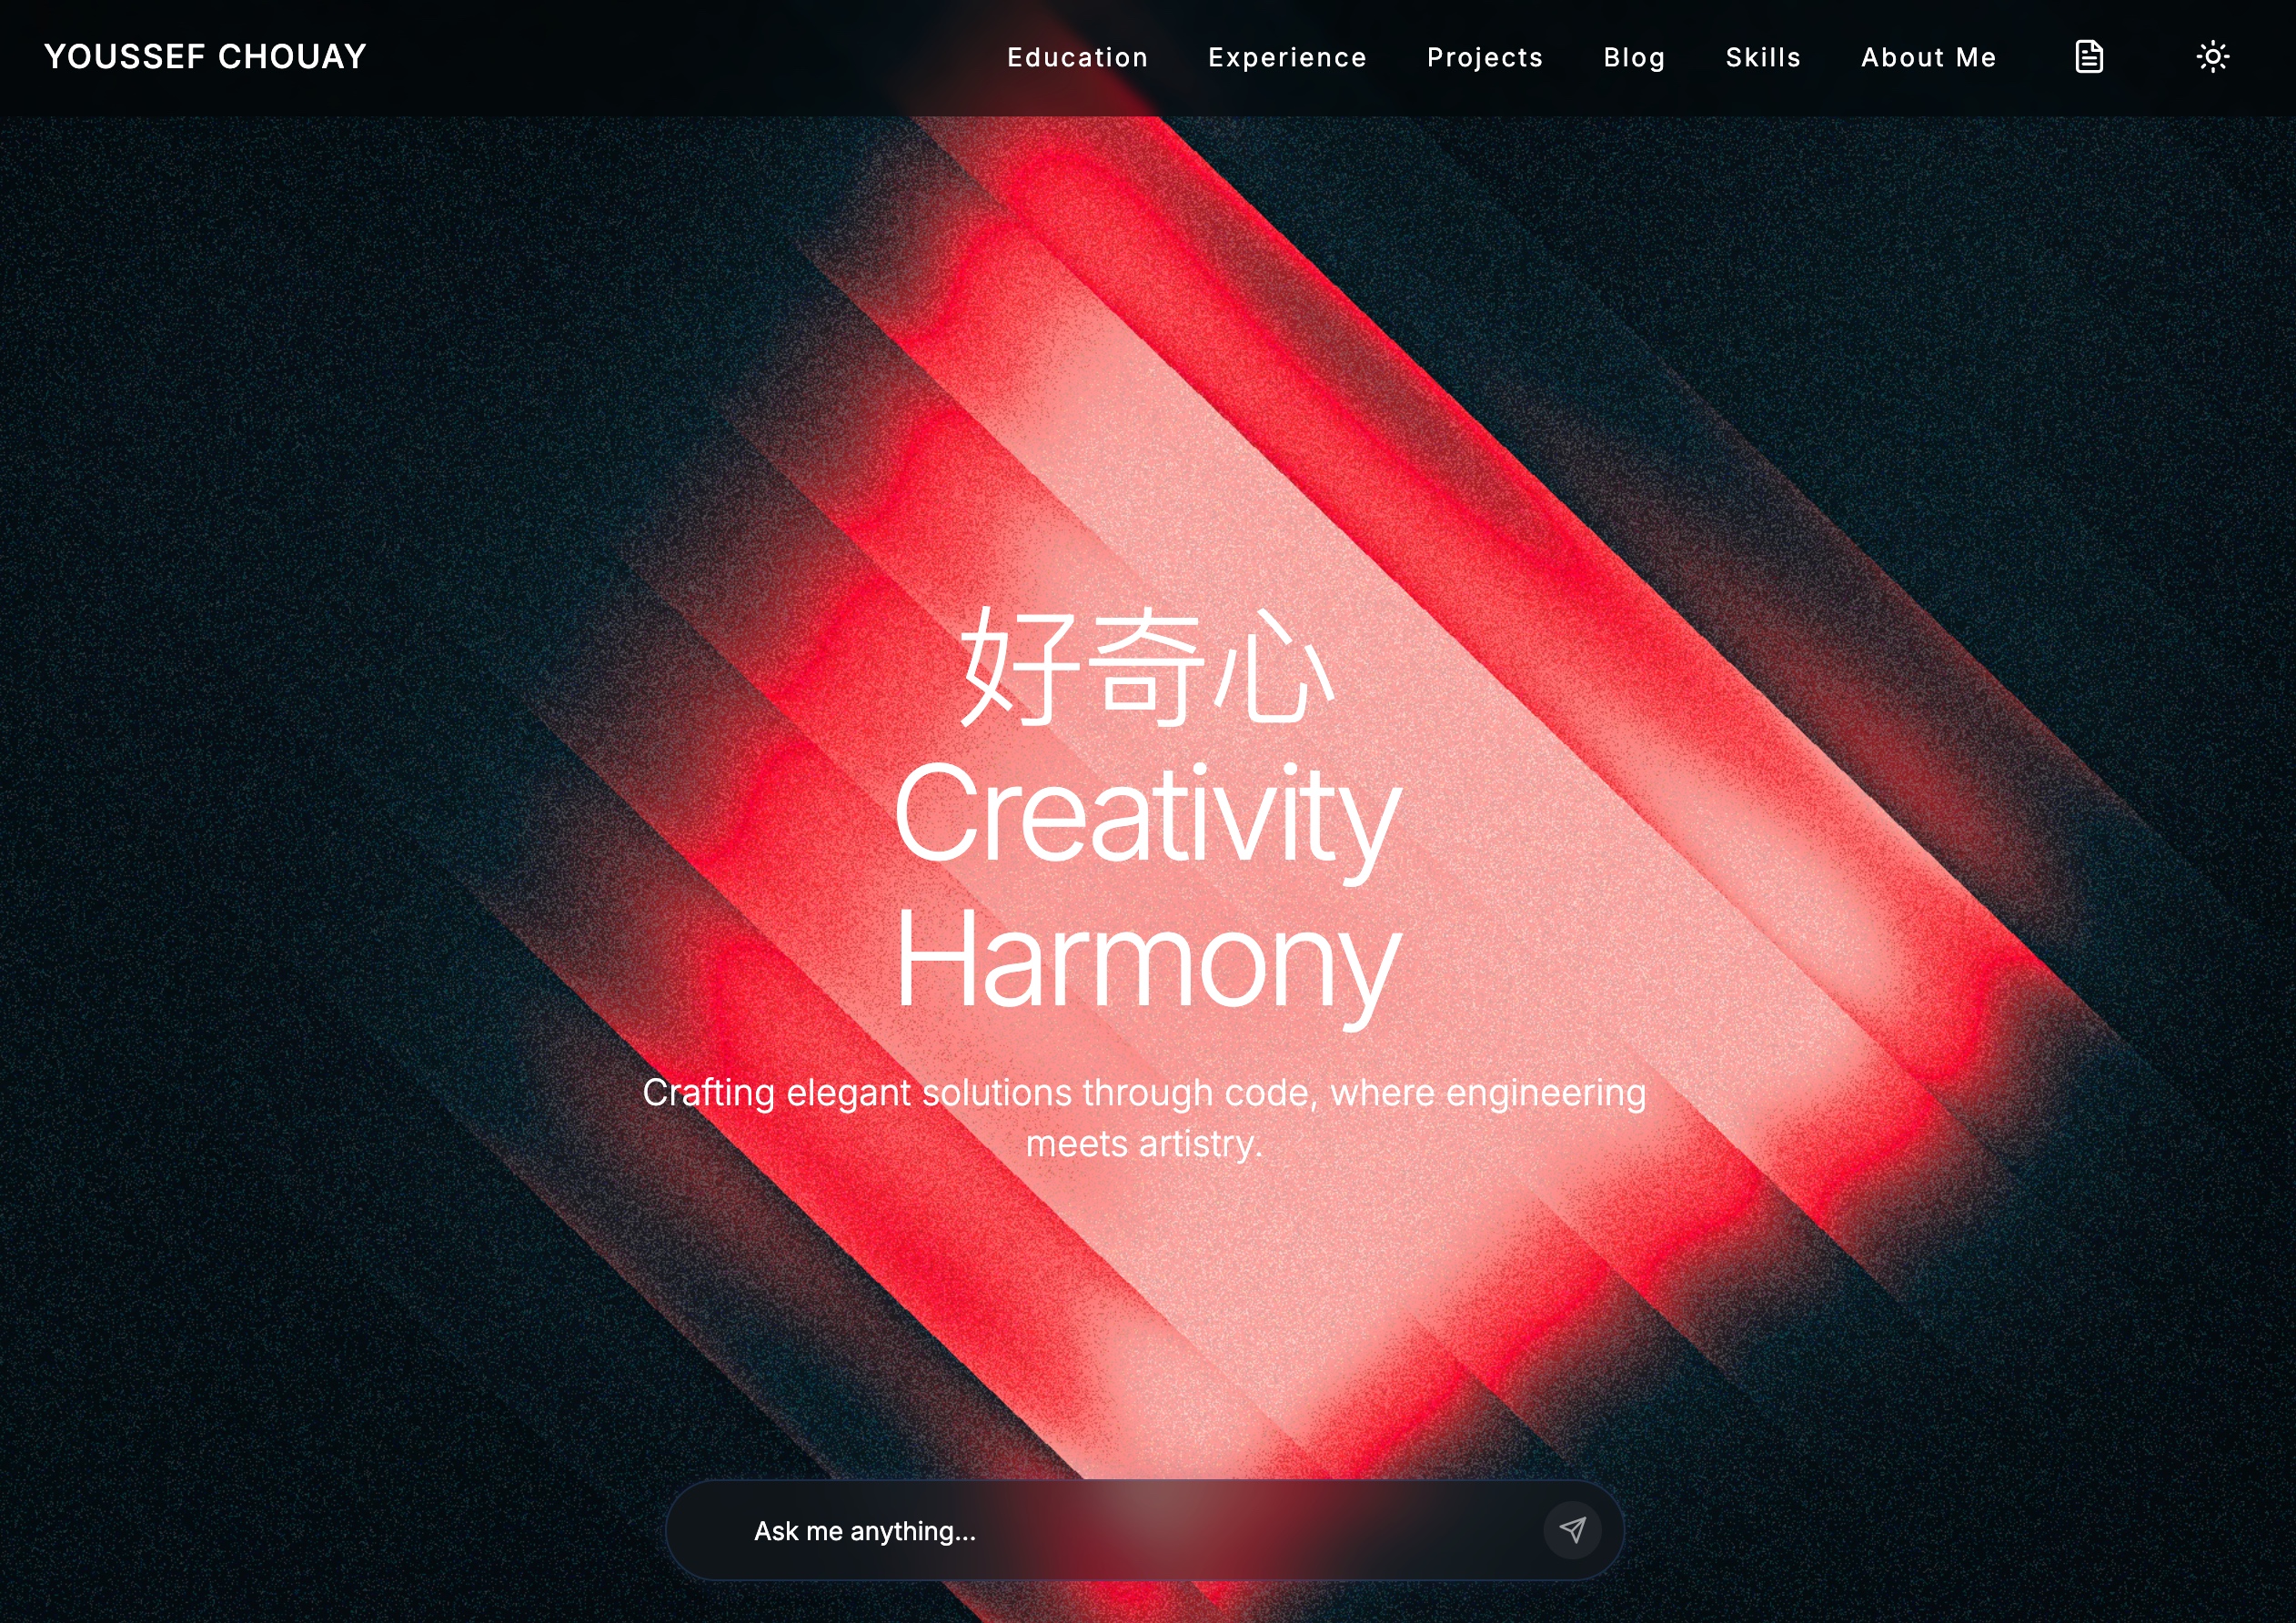 YOUSSEF CHOUAY
Education Experience Projects Blog Skills About Me
好奇心
Creativity
Harmony
Crafting elegant solutions through code, where engineering
meets artistry.
Ask me anything...